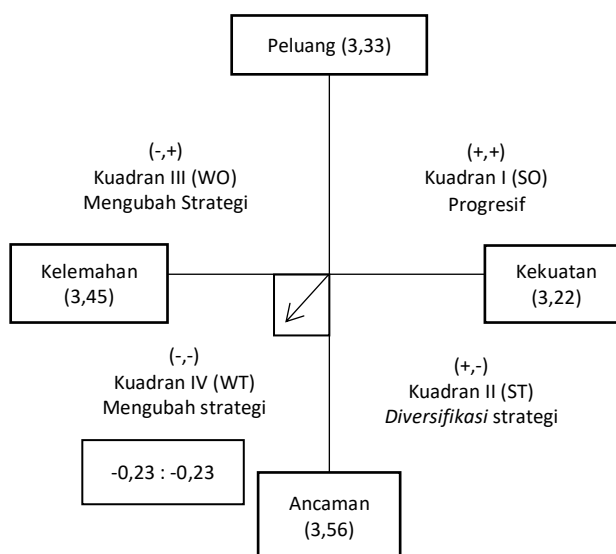 Peluang (3,33)
(-,+)
Kuadran III (WO)
Mengubah Strategi
(+,+)
Kuadran I (SO)
Progresif
Kelemahan
(3,45)
Kekuatan
(3,22)
(-,-)
Kuadran IV (WT)
Mengubah strategi
(+,-)
Kuadran II (ST)
Diversifikasi strategi
-0,23 : -0,23
Ancaman
(3,56)